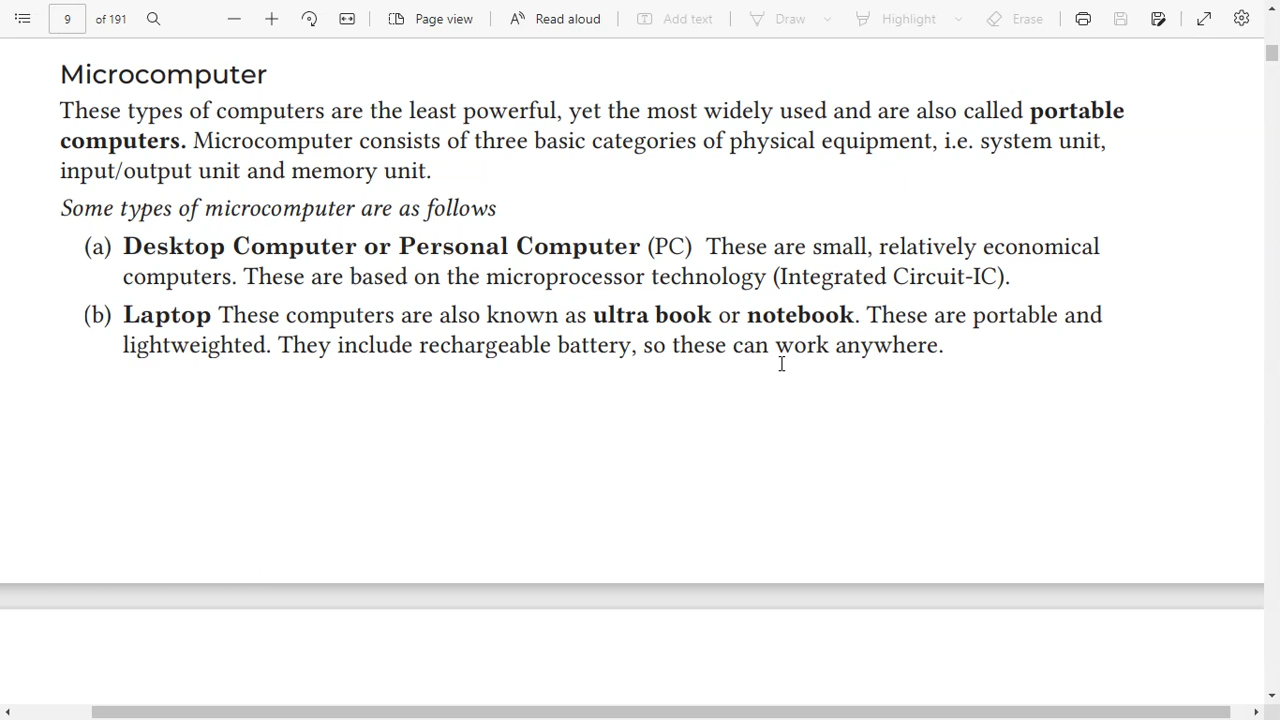 9 of 191 Page view Read aloud Add text Draw Highlight Erase
Microcomputer
These types of computers are the least powerful, yet the most widely used and are also called portable
computers. Microcomputer consists of three basic categories of physical equipment, i.e. system unit,
input/output unit and memory unit.
Some types of microcomputer are as follows
(a) Desktop Computer or Personal Computer (PC) These are small, relatively economical
computers. These are based on the microprocessor technology (Integrated Circuit-IC).
(b) Laptop These computers are also known as ultra book or notebook. These are portable and
lightweighted. They include rechargeable battery, so these can work anywhere.